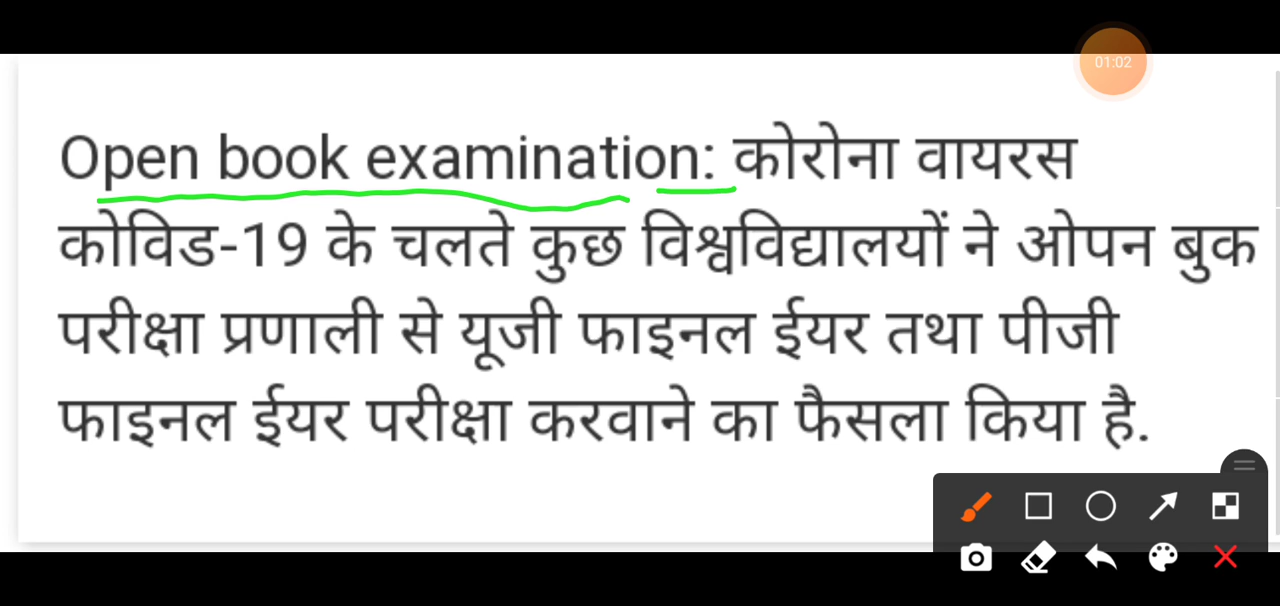 01:02
Open book examination: कोरोना वायरस
कोविड-19 के चलते कुछ विश्वविद्यालयों ने ओपन बुक
परीक्षा प्रणाली से यूजी फाइनल ईयर तथा पीजी
फाइनल ईयर परीक्षा करवाने का फैसला किया है.